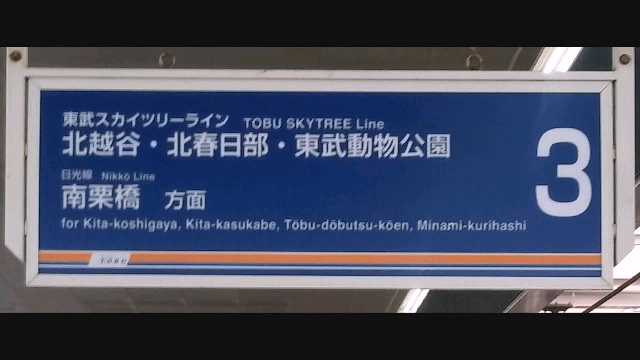 東武スカイツリーライン TOBU SKYTREE Line
北越谷・北春日部・東武動物公園
日光線 Nikkō Line
南栗橋 方面
for Kita-koshigaya, Kita-kasukabe, Tōbu-dōbutsu-kōen, Minami-kurihashi
3
TOBU